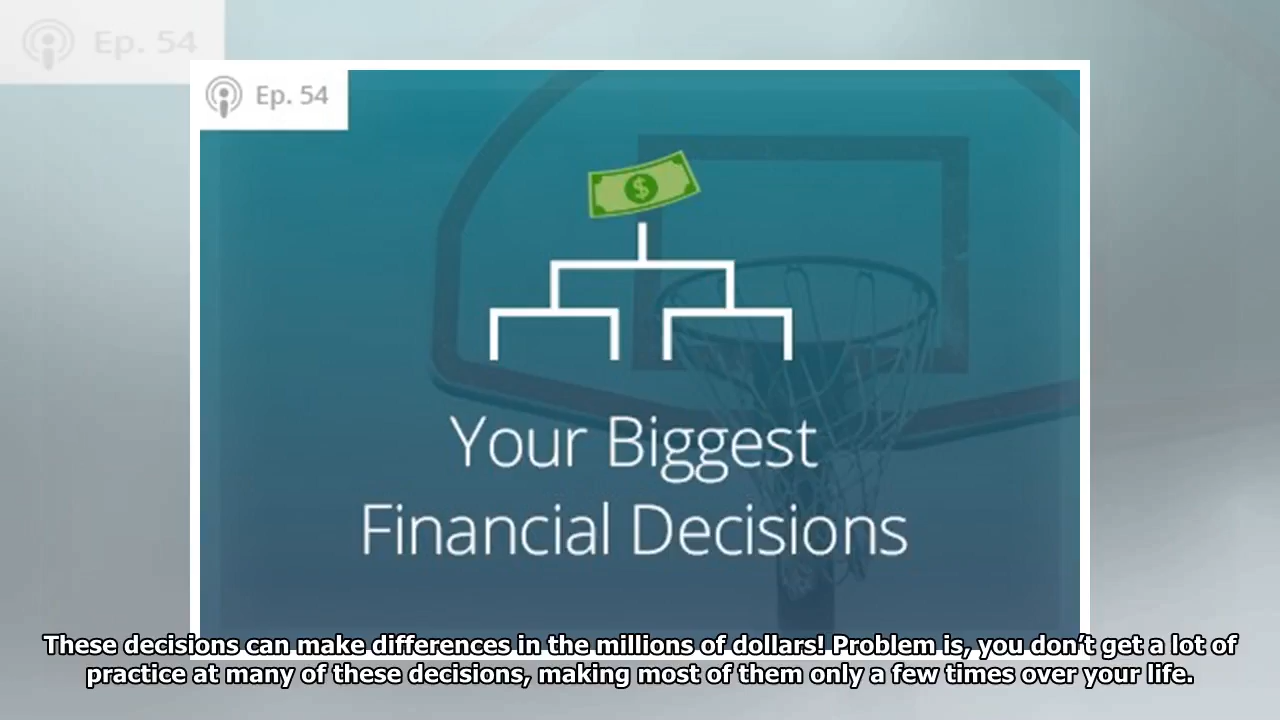 Ep. 54
Ep. 54
$
Your Biggest
Financial Decisions
These decisions can make differences in the millions of dollars! Problem is, you don’t get a lot of
practice at many of these decisions, making most of them only a few times over your life.